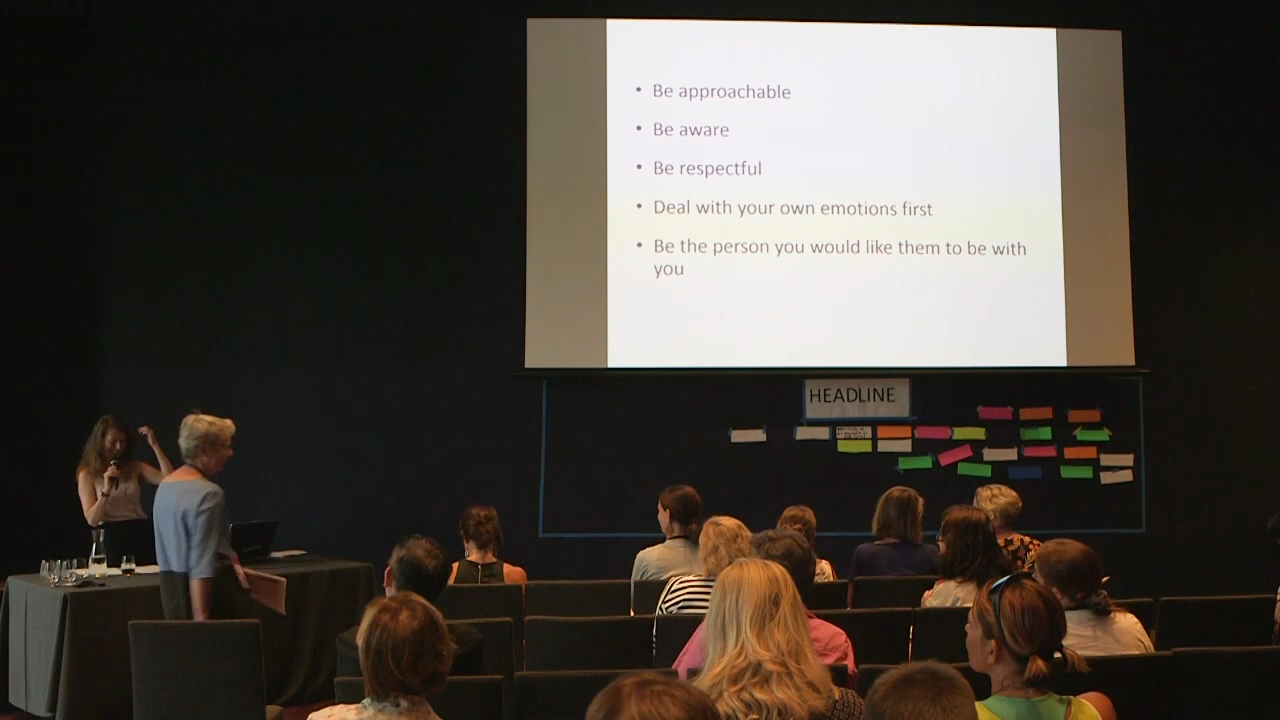 • Be approachable
• Be aware
• Be respectful
• Deal with your own emotions first
• Be the person you would like them to be with
you
HEADLINE